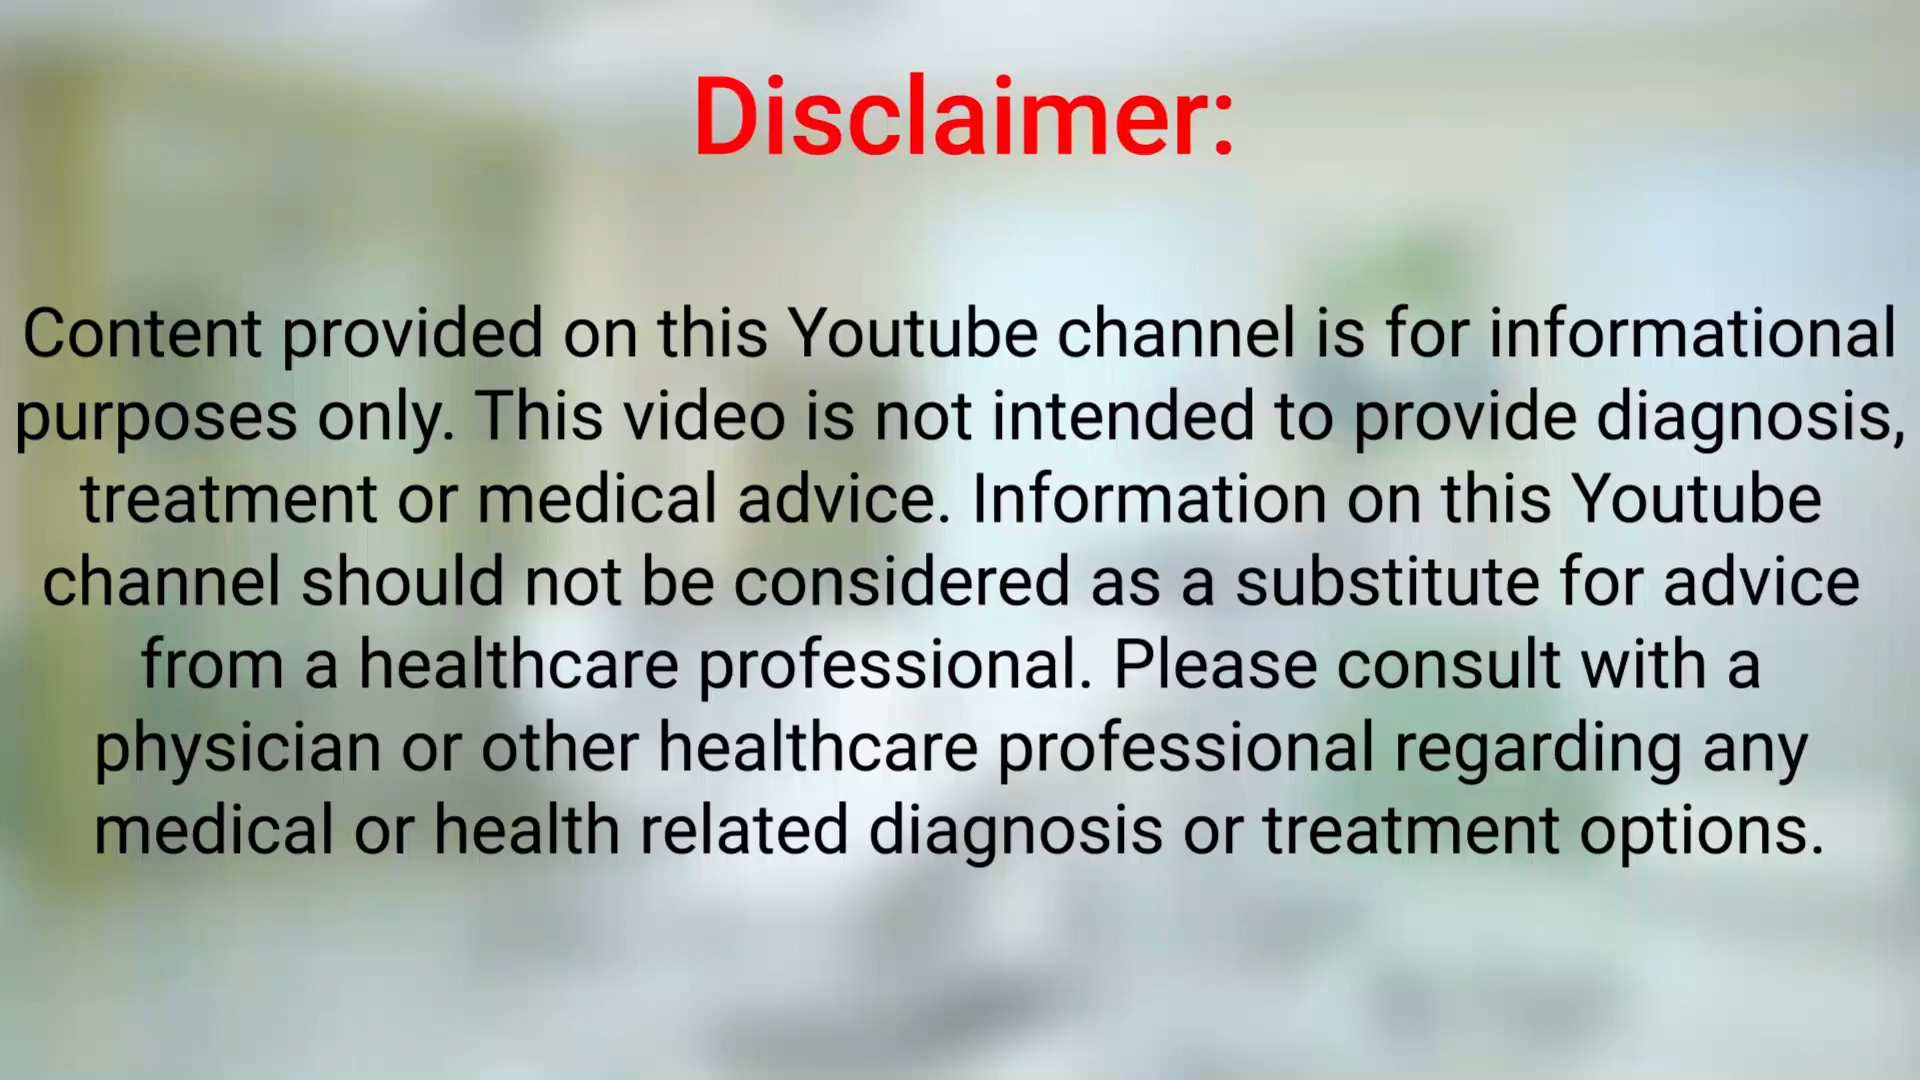 Disclaimer:
Content provided on this Youtube channel is for informational
purposes only. This video is not intended to provide diagnosis,
treatment or medical advice. Information on this Youtube
channel should not be considered as a substitute for advice
from a healthcare professional. Please consult with a
physician or other healthcare professional regarding any
medical or health related diagnosis or treatment options.